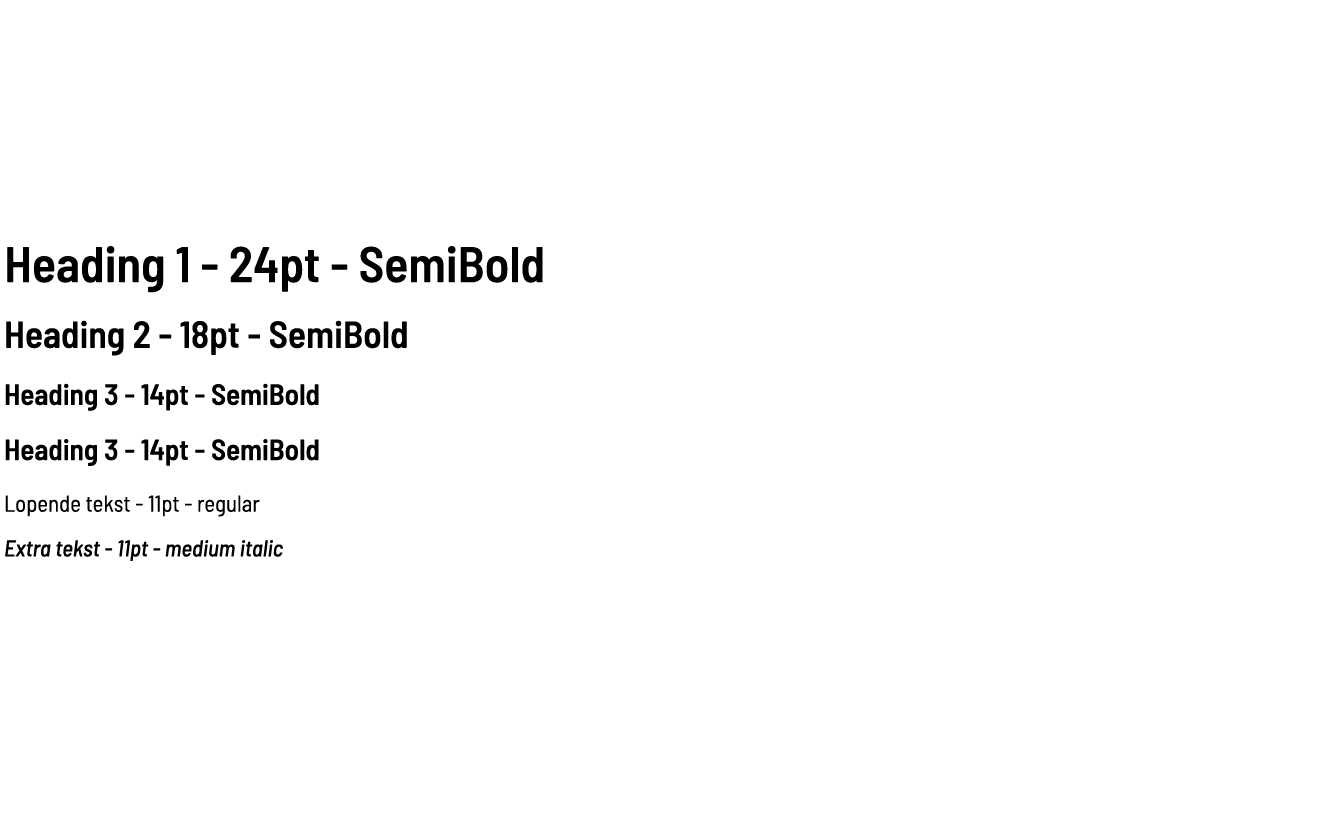 Heading 1 - 24pt - SemiBold
Heading 2 - 18pt - SemiBold
Heading 3 - 14pt - SemiBold
Heading 3 - 14pt - SemiBold
Lopende tekst - 11pt - regular
Extra tekst - 11pt - medium italic